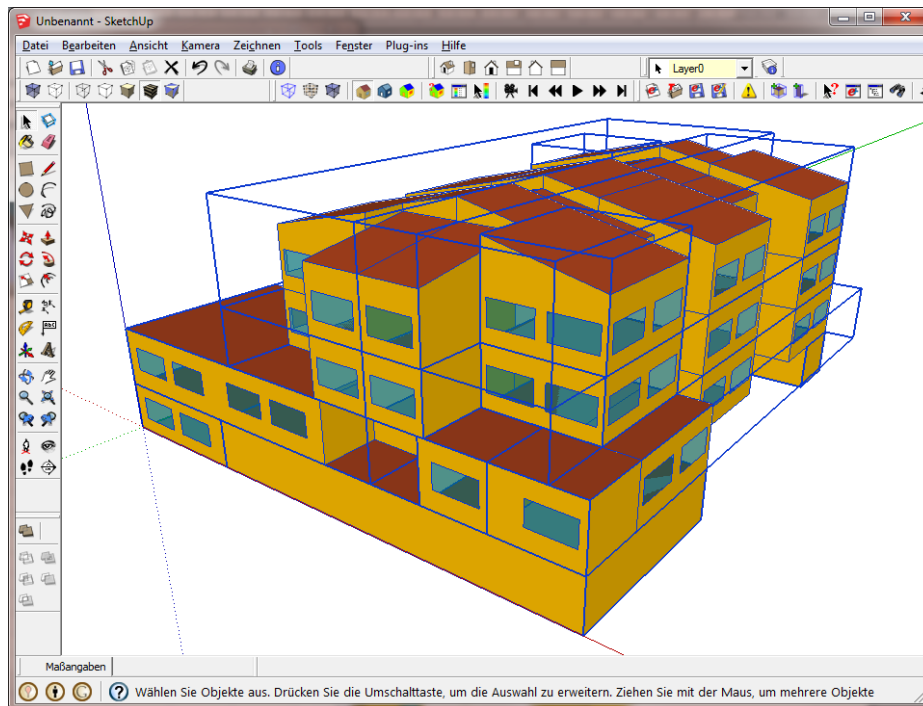 Unbenannt - SketchUp
Datei Bearbeiten Ansicht Kamera Zeichnen Tools Fenster Plug-ins Hilfe
Layer0
Maßangaben
Wählen Sie Objekte aus. Drücken Sie die Umschalttaste, um die Auswahl zu erweitern. Ziehen Sie mit der Maus, um mehrere Objekte